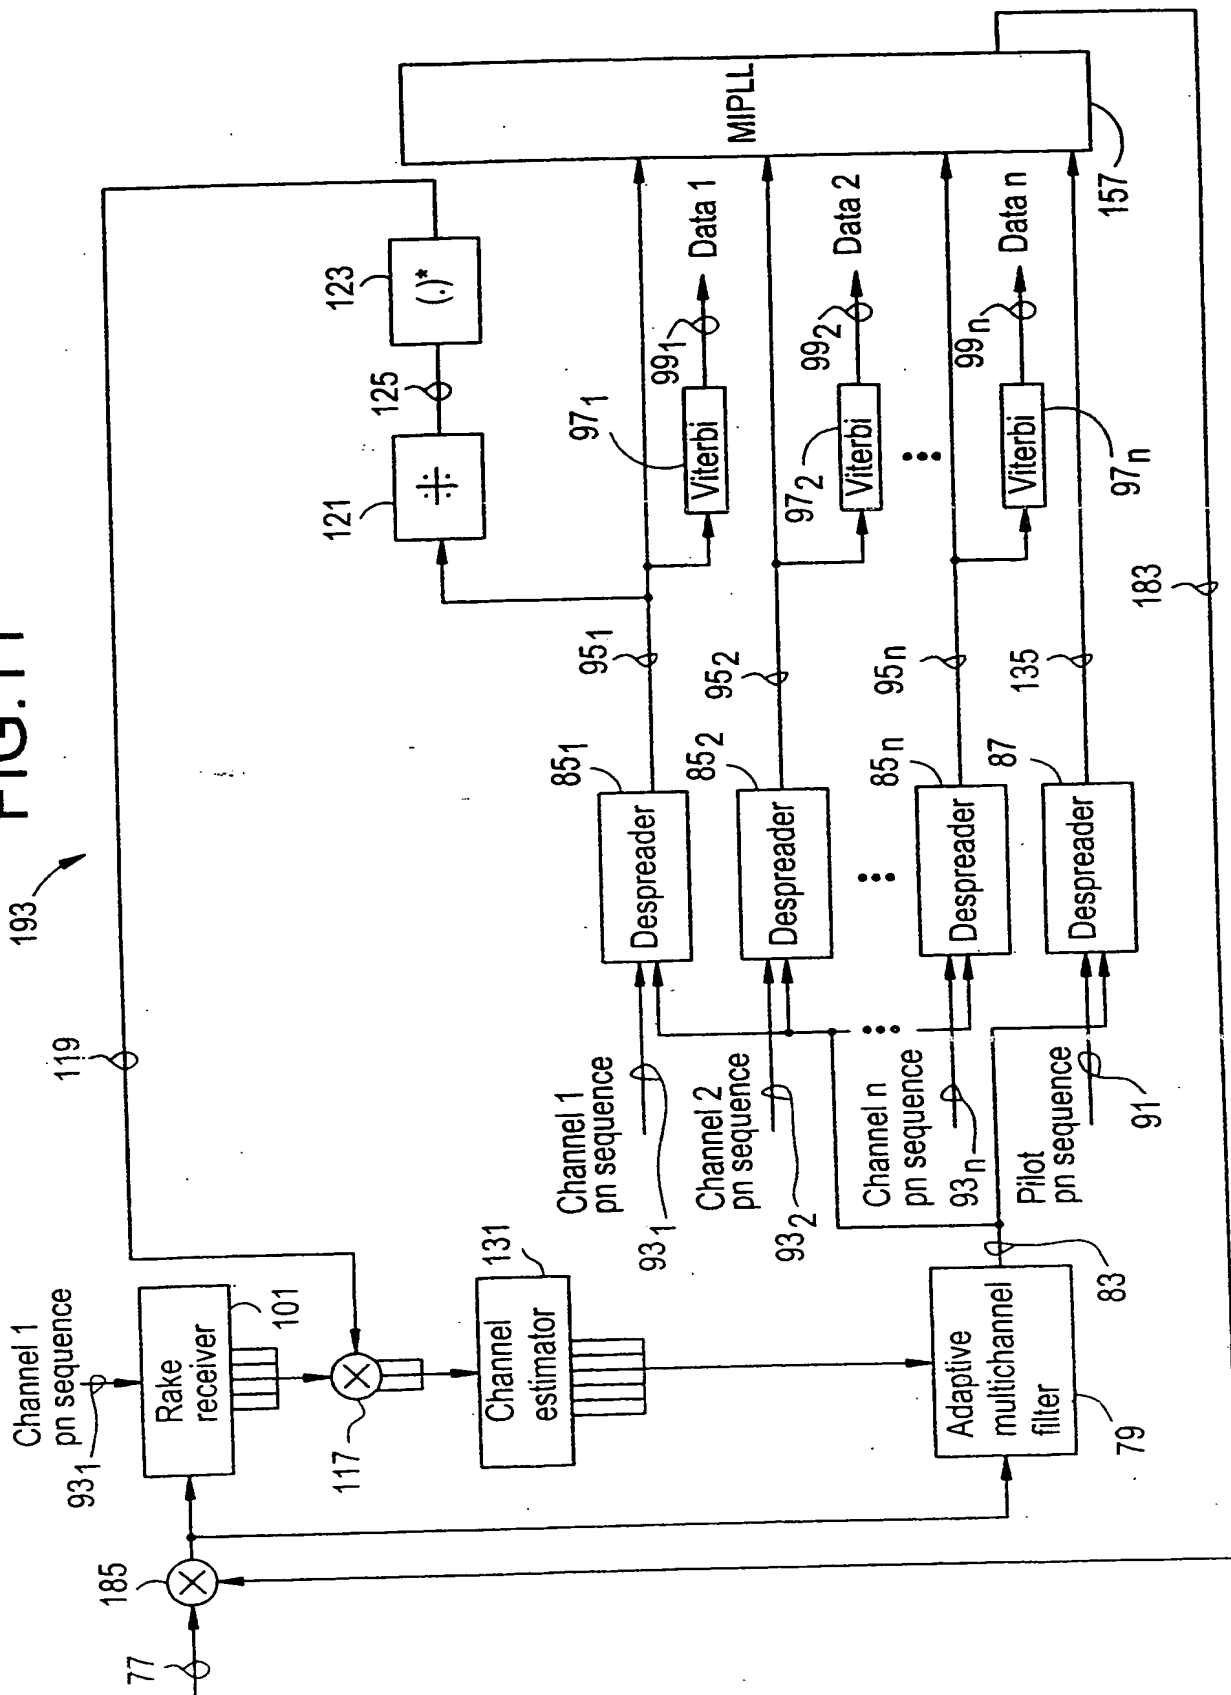 FIG.11
193
77
185
Channel 1
pn sequence
93₁
Rake
receiver
101
119
117
Channel
estimator
131
121
÷
125
123
(.)*
Adaptive
multichannel
filter
79
83
Channel 1
pn sequence
93₁
Despreader
85₁
95₁
97₁
Viterbi
99₁
Data 1
Channel 2
pn sequence
93₂
Despreader
85₂
95₂
97₂
Viterbi
99₂
Data 2
Channel n
pn sequence
93n
Despreader
85n
95n
97n
Viterbi
99n
Data n
Pilot
pn sequence
91
Despreader
87
135
MIPLL
157
183